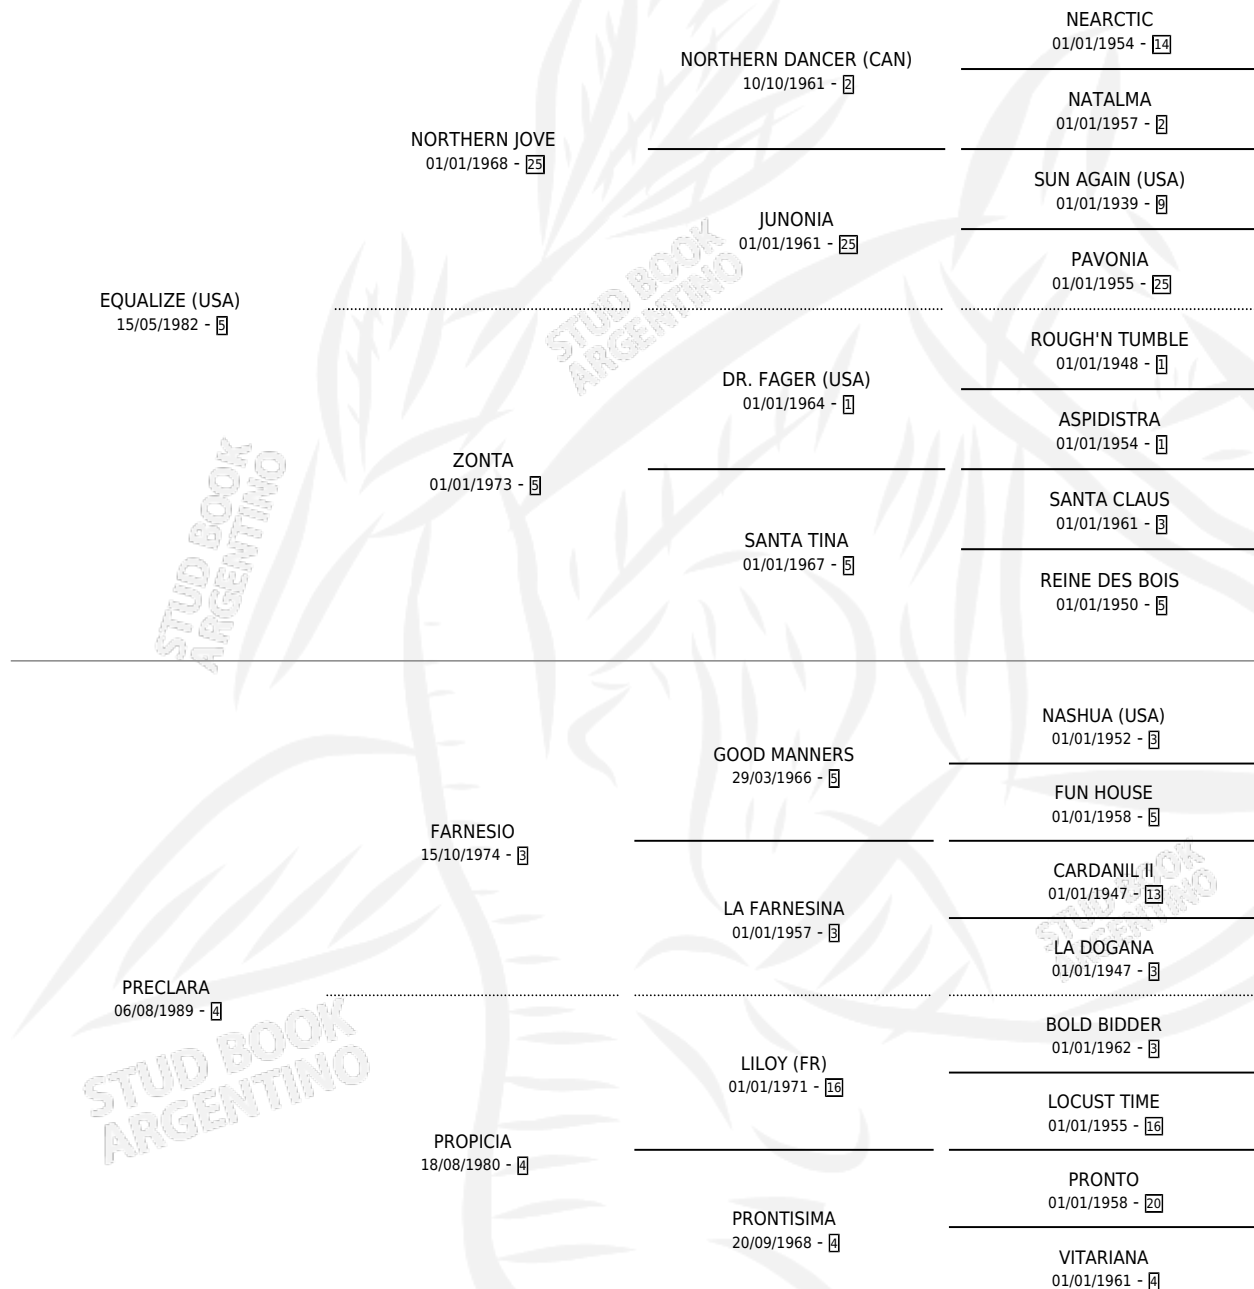 NEARCTIC
01/01/1954 - 14
NORTHERN DANCER (CAN)
10/10/1961 - 2
NATALMA
01/01/1957 - 2
NORTHERN JOVE
01/01/1968 - 25
SUN AGAIN (USA)
01/01/1939 - 9
JUNONIA
01/01/1961 - 25
PAVONIA
01/01/1955 - 25
EQUALIZE (USA)
15/05/1982 - 5
STUD BOOK
ARGENTINO
ROUGH'N TUMBLE
01/01/1948 - 1
DR. FAGER (USA)
01/01/1964 - 1
ASPIDISTRA
01/01/1954 - 1
ZONTA
01/01/1973 - 5
SANTA CLAUS
01/01/1961 - 3
SANTA TINA
01/01/1967 - 5
REINE DES BOIS
01/01/1950 - 5
STUD BOOK
ARGENTINO
NASHUA (USA)
01/01/1952 - 3
GOOD MANNERS
29/03/1966 - 5
FUN HOUSE
01/01/1958 - 5
FARNESIO
15/10/1974 - 3
CARDANIL II
01/01/1947 - 13
LA FARNESINA
01/01/1957 - 3
LA DOGANA
01/01/1947 - 3
STUD BOOK
ARGENTINO
PRECLARA
06/08/1989 - 4
BOLD BIDDER
01/01/1962 - 3
LILOY (FR)
01/01/1971 - 16
LOCUST TIME
01/01/1955 - 16
STUD BOOK
ARGENTINO
PROPICIA
18/08/1980 - 4
PRONTO
01/01/1958 - 20
PRONTISIMA
20/09/1968 - 4
VITARIANA
01/01/1961 - 4